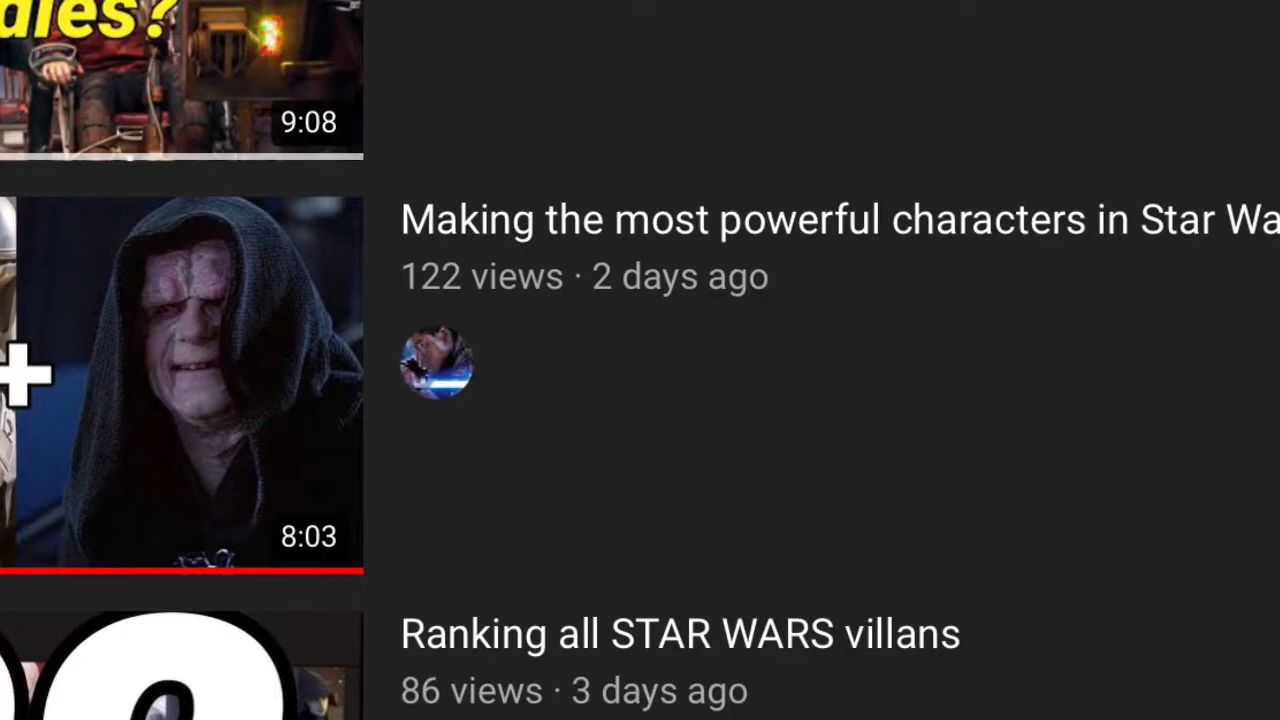 dies?
9:08
Making the most powerful characters in Star Wa
122 views · 2 days ago
+
8:03
Ranking all STAR WARS villans
86 views · 3 days ago